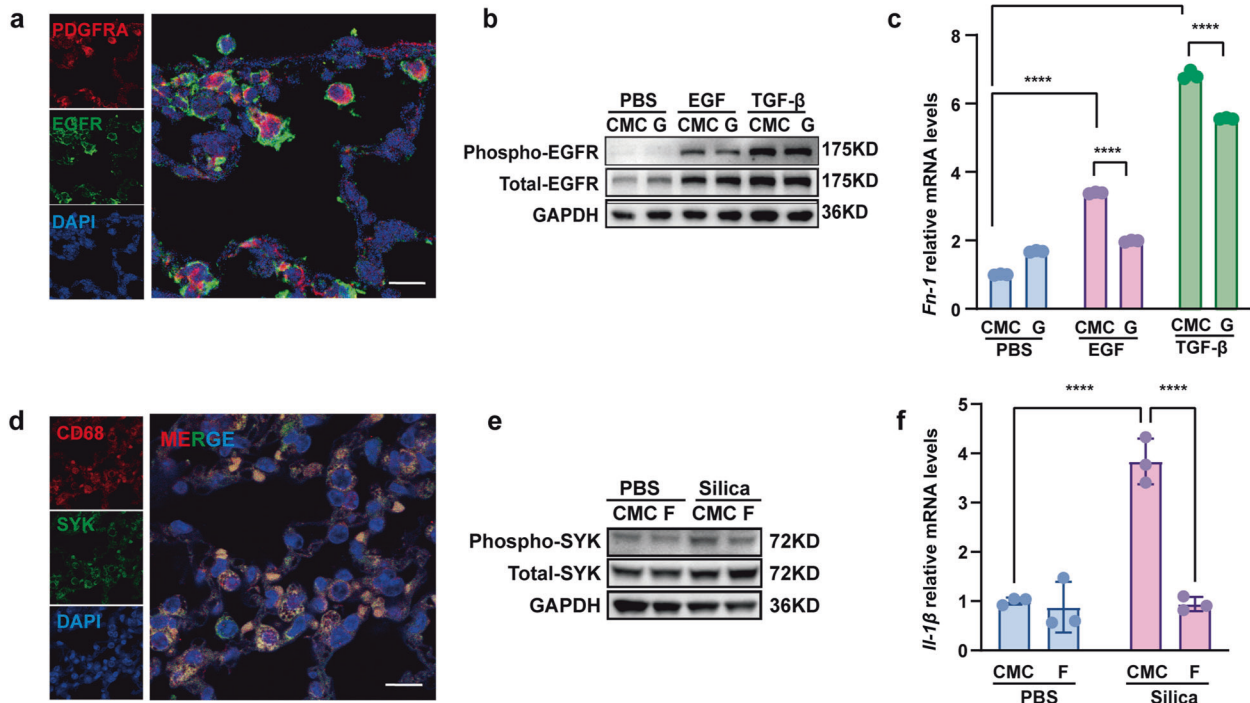 a
PDGFRA
EGFR
DAPI
b
PBS EGF TGF-β
CMC G CMC G CMC G
Phospho-EGFR 175KD
Total-EGFR 175KD
GAPDH 36KD
c
Fn-1 relative mRNA levels
8
6
4
2
0
****
****
****
CMC G CMC G CMC G
PBS EGF TGF-β
d
CD68
SYK
DAPI
MERGE
e
PBS Silica
CMC F CMC F
Phospho-SYK 72KD
Total-SYK 72KD
GAPDH 36KD
f
Il-1β relative mRNA levels
5
4
3
2
1
0
**** ****
CMC F CMC F
PBS Silica